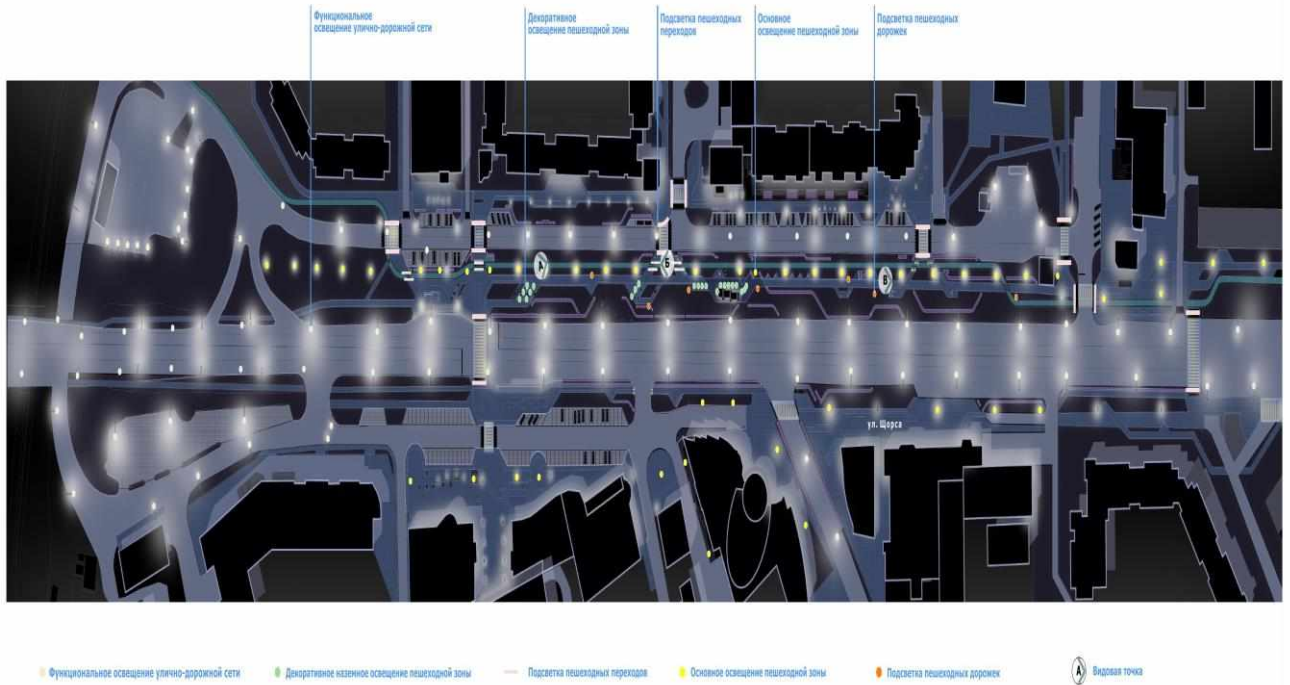 Функциональное
освещение улично-дорожной сети
Декоративное
освещение пешеходной зоны
Подсветка пешеходных
переходов
Основное
освещение пешеходной зоны
Подсветка пешеходных
дорожек
А
Б
Б
ул. Щорса
Функциональное освещение улично-дорожной сети
Декоративное наземное освещение пешеходной зоны
Подсветка пешеходных переходов
Основное освещение пешеходной зоны
Подсветка пешеходных дорожек
А
Видовая точка